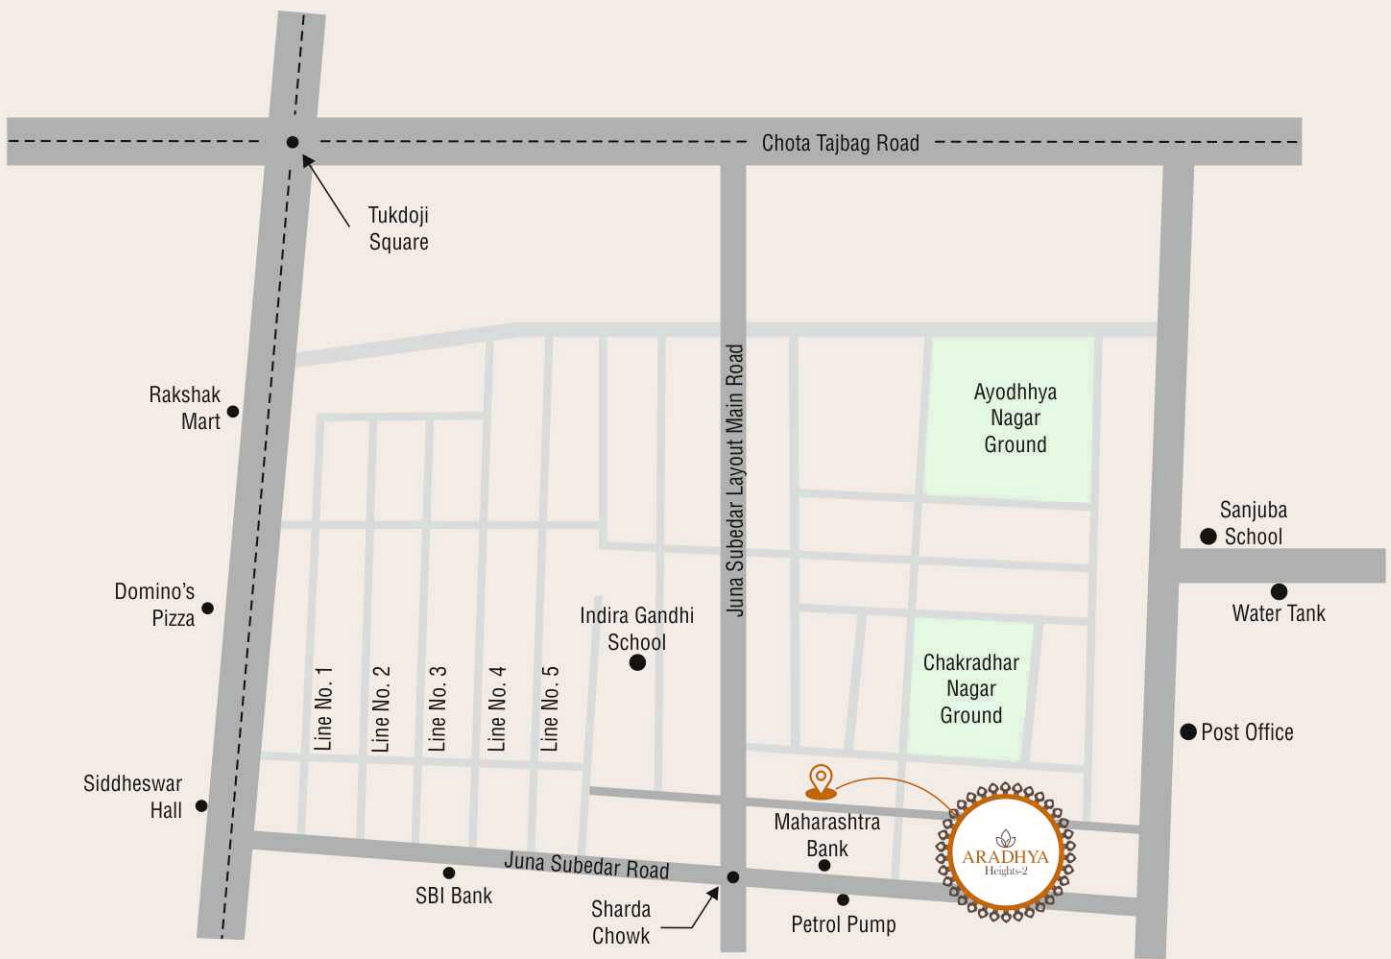 Chota Tajbag Road
Tukdoji
Square
Juna Subedar Layout Main Road
Rakshak
Mart
Ayodhhya
Nagar
Ground
Sanjuba
School
Domino's
Pizza
Indira Gandhi
School
Water Tank
Line No. 1
Line No. 2
Line No. 3
Line No. 4
Line No. 5
Chakradhar
Nagar
Ground
Post Office
Siddheswar
Hall
Maharashtra
Bank
ARADHYA
Heights-2
Juna Subedar Road
SBI Bank
Sharda
Chowk
Petrol Pump